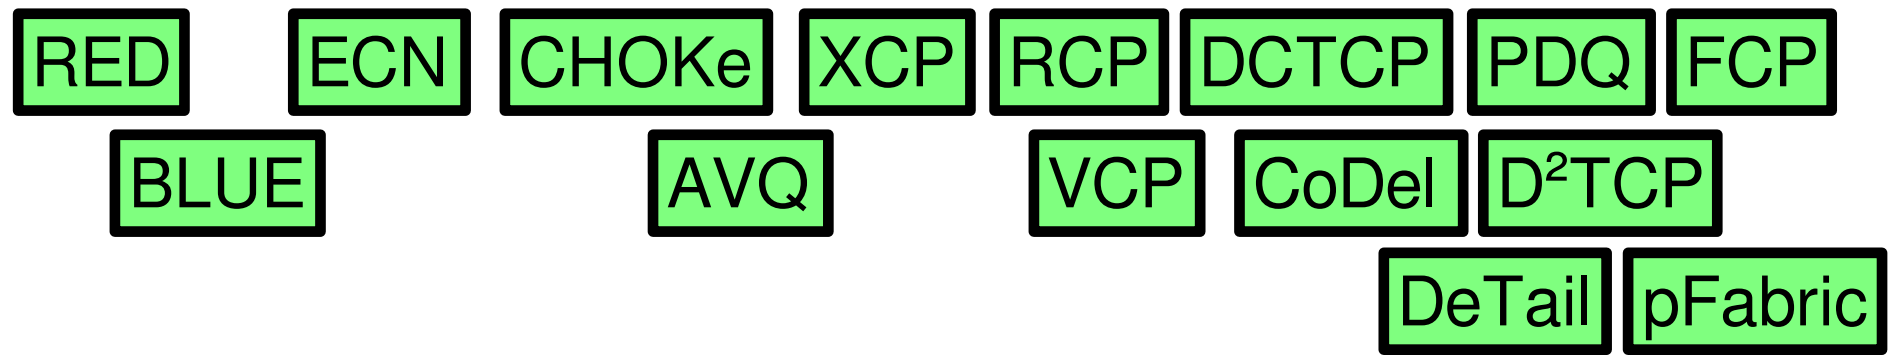 RED ECN CHOKe XCP RCP DCTCP PDQ FCP
BLUE AVQ VCP CoDel D²TCP
DeTail pFabric